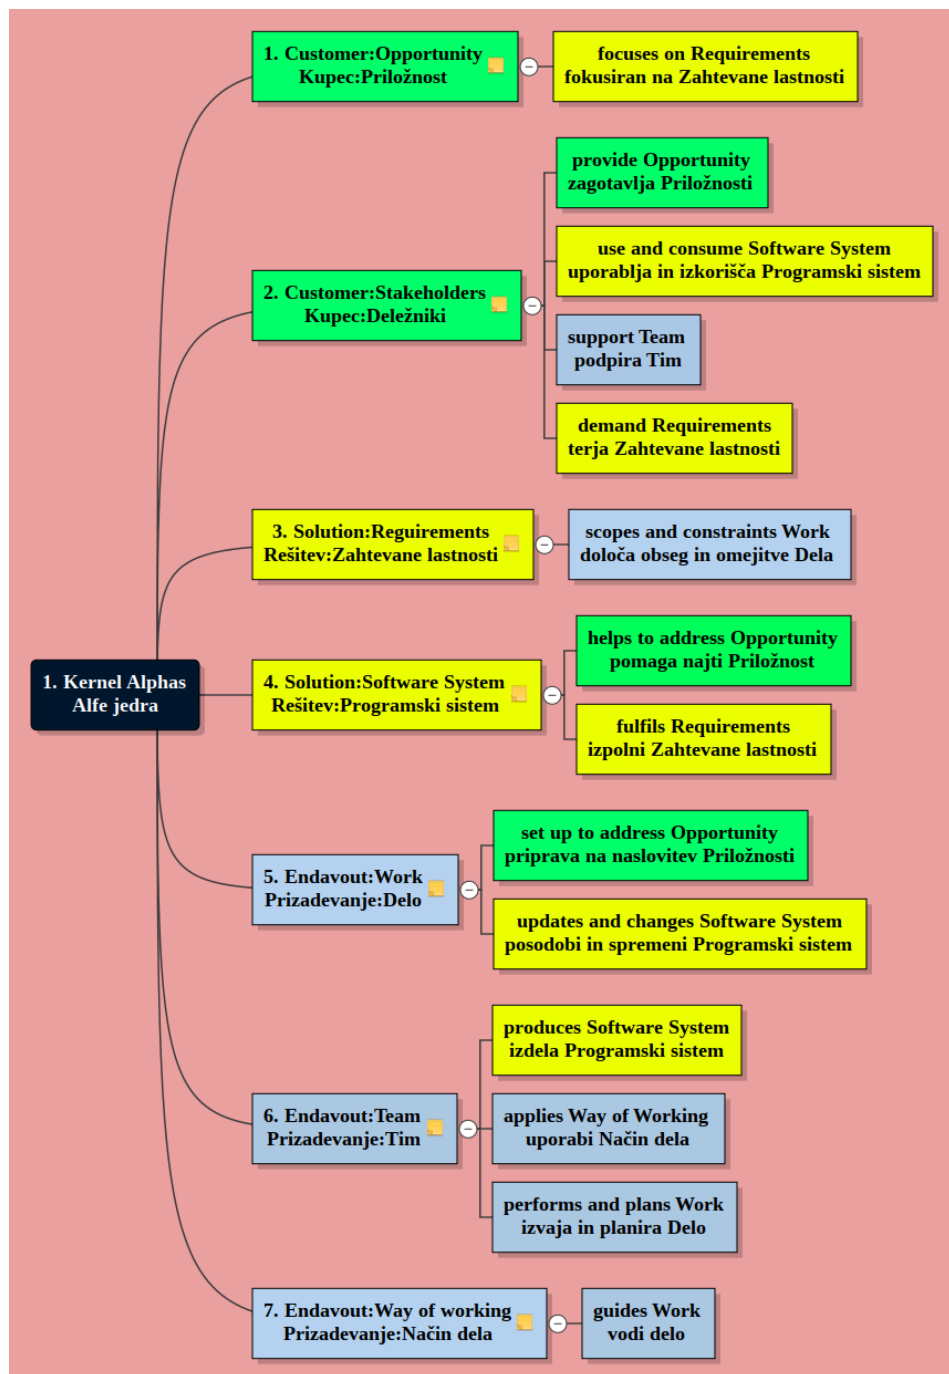 1. Customer:Opportunity
Kupec:Priložnost
focuses on Requirements
fokusiran na Zahtevane lastnosti
2. Customer:Stakeholders
Kupec:Deležniki
provide Opportunity
zagotavlja Priložnosti
use and consume Software System
uporablja in izkorišča Programski sistem
support Team
podpira Tim
demand Requirements
terja Zahtevane lastnosti
3. Solution:Reguirements
Rešitev:Zahtevane lastnosti
scopes and constraints Work
določa obseg in omejitve Dela
1. Kernel Alphas
Alfe jedra
4. Solution:Software System
Rešitev:Programski sistem
helps to address Opportunity
pomaga najti Priložnost
fulfils Requirements
izpolni Zahtevane lastnosti
5. Endavout:Work
Prizadevanje:Delo
set up to address Opportunity
priprava na naslovitev Priložnosti
updates and changes Software System
posodobi in spremeni Programski sistem
6. Endavout:Team
Prizadevanje:Tim
produces Software System
izdela Programski sistem
applies Way of Working
uporabi Način dela
performs and plans Work
izvaja in planira Delo
7. Endavout:Way of working
Prizadevanje:Način dela
guides Work
vodi delo